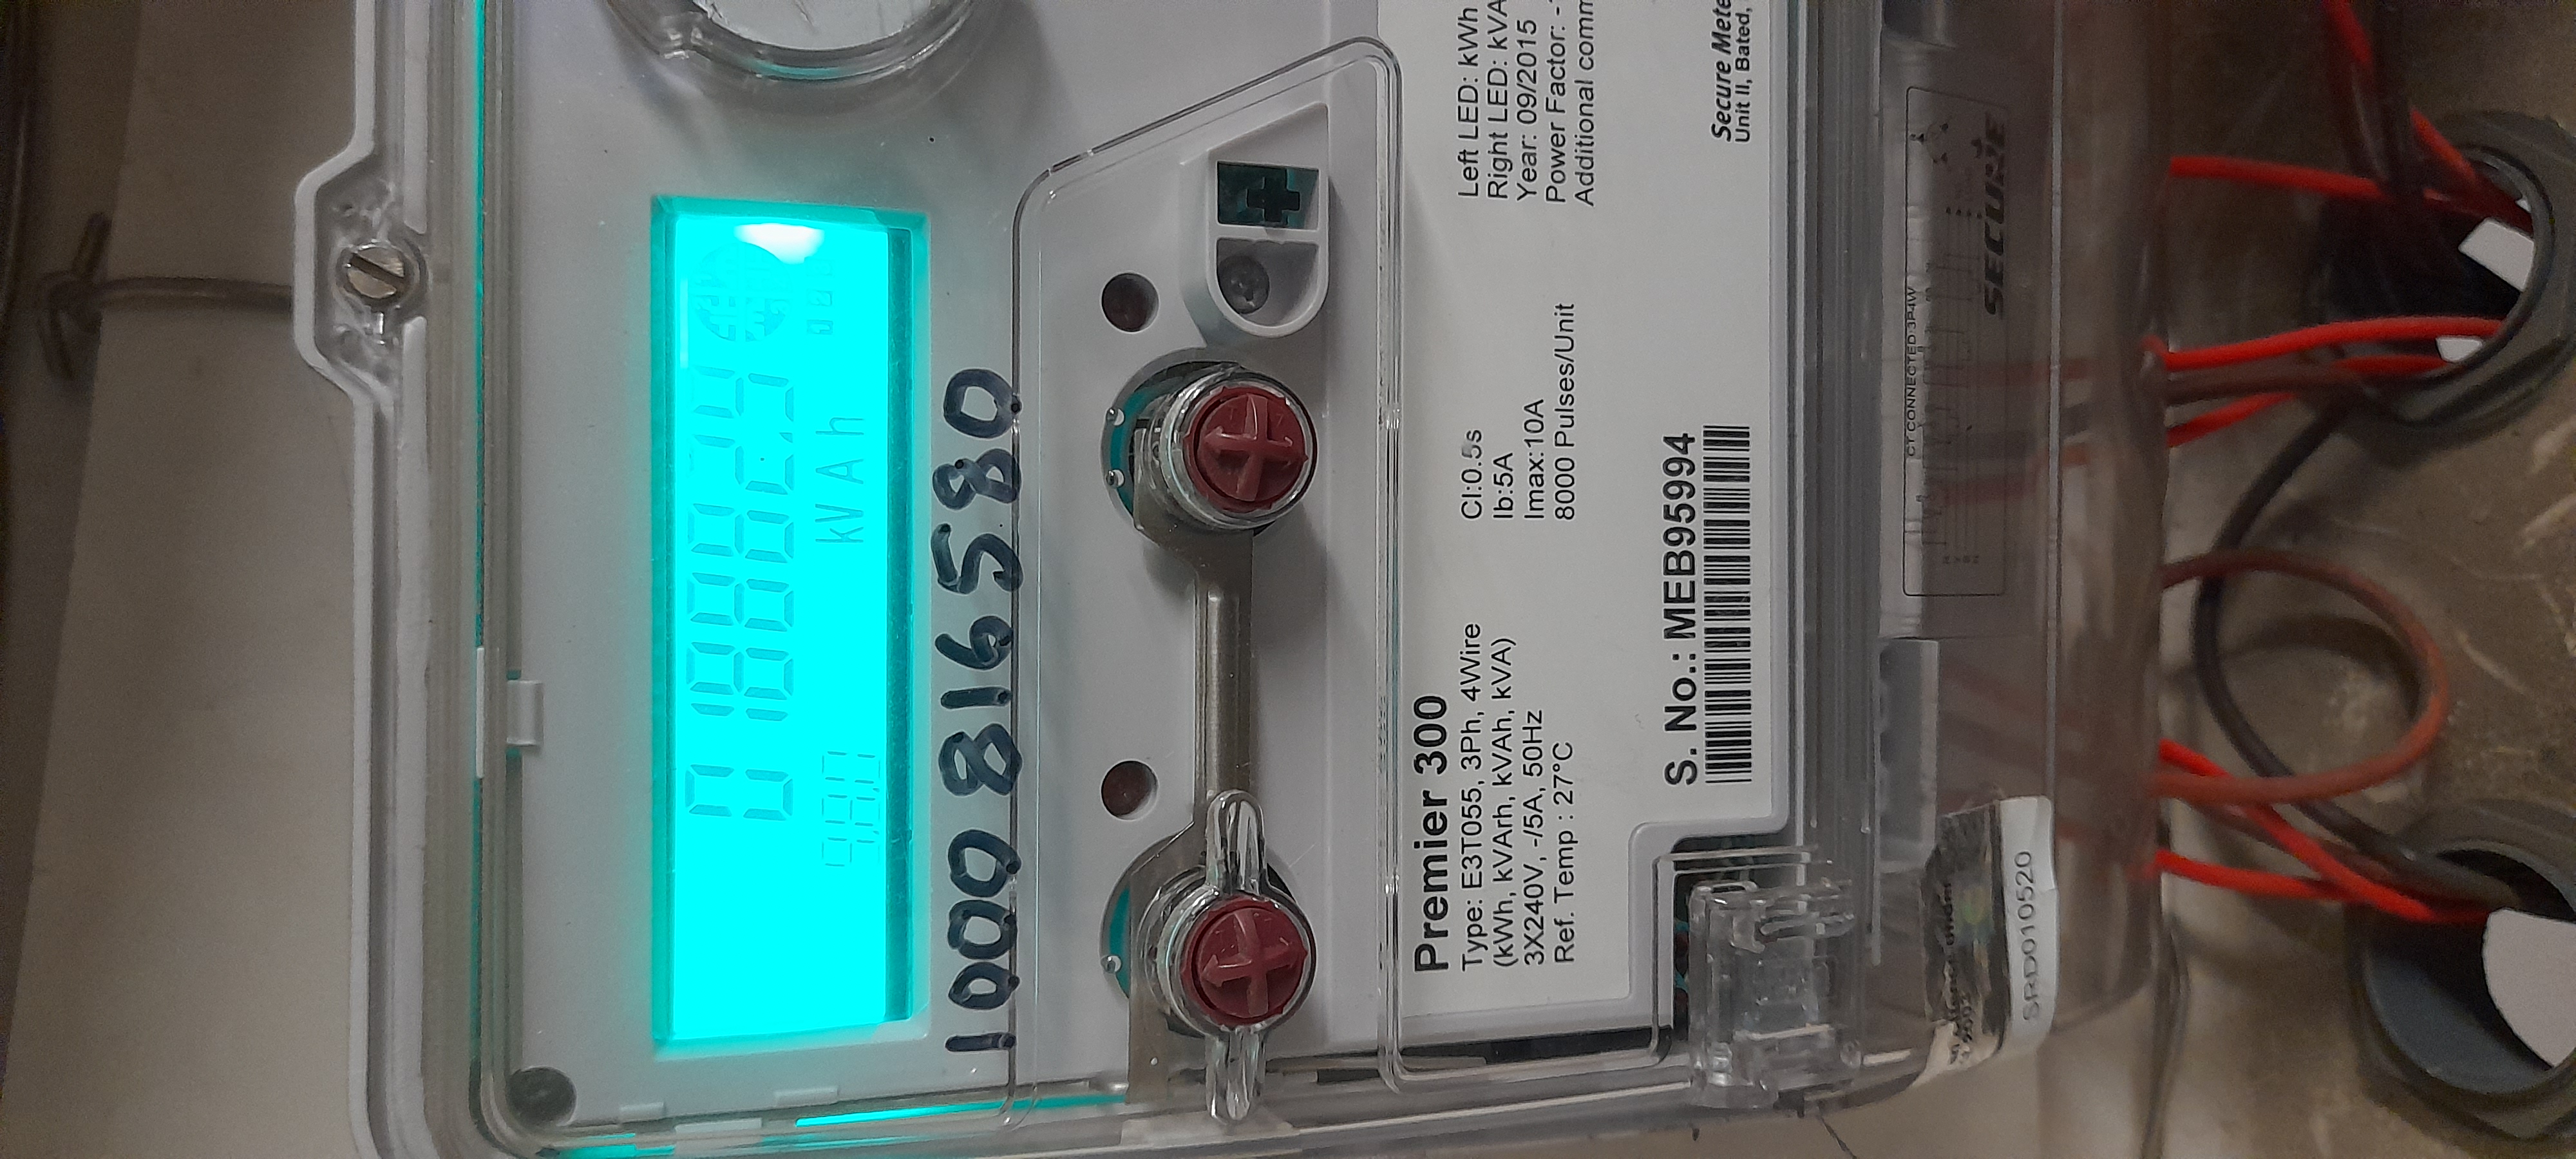 kVAh
1000 816580
Premier 300
Type: E3T055, 3Ph, 4Wire
(kWh, kVArh, kVAh, kVA)
3X240V, -/5A, 50Hz
Ref. Temp : 27°C
Cl:0.5s
Ib:5A
Imax:10A
8000 Pulses/Unit
Left LED: kWh
Right LED: kVA
Year: 09/2015
Power Factor: -
Additional comm
S. No.: MEB95994
Secure Mete
Unit II, Bated,
CT CONNECTED 3P4W
SECURE
SRD010520